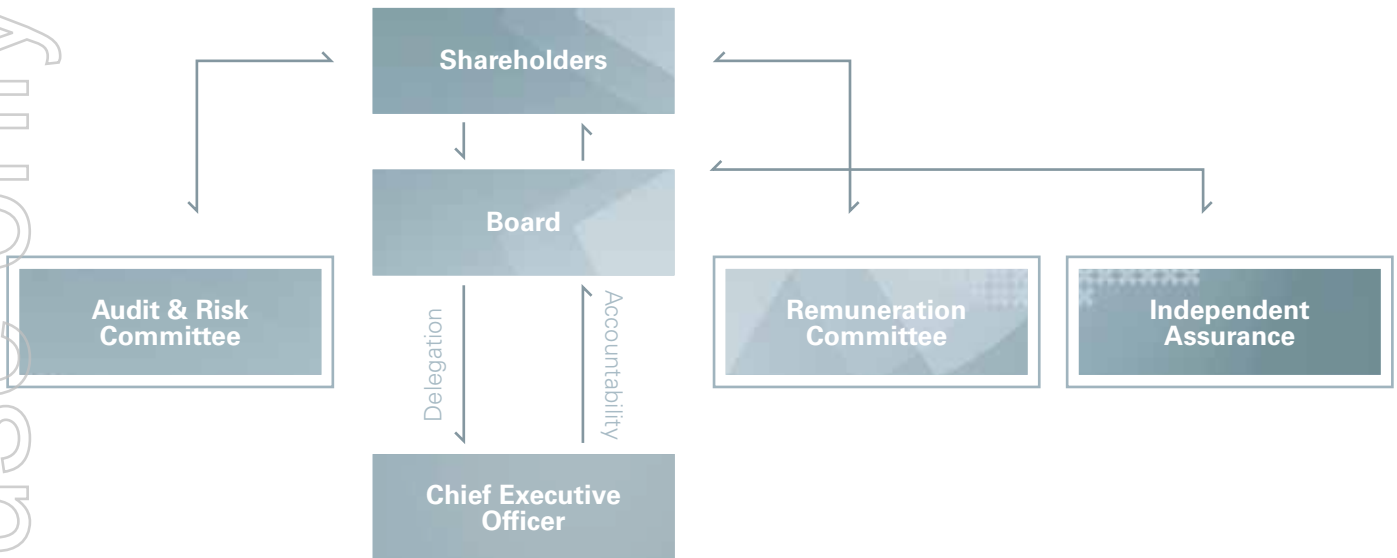 Shareholders
Board
Audit & Risk
Committee
Remuneration
Committee
Independent
Assurance
Delegation
Accountability
Chief Executive
Officer